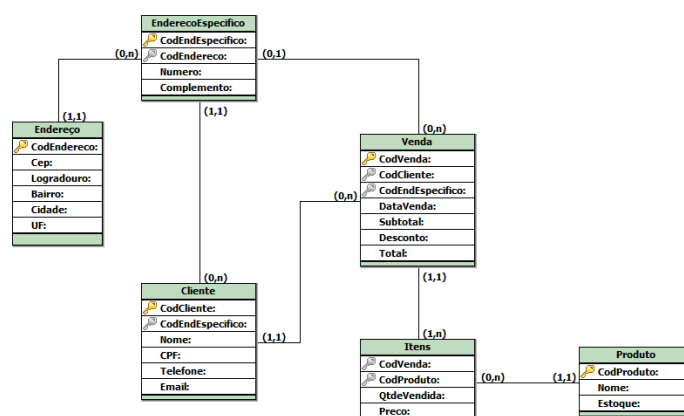 EnderecoEspecifico
CodEndEspecifico:
CodEndereco:
Numero:
Complemento:
(0,n)
(0,1)
(1,1)
(1,1)
(0,n)
Endereço
CodEndereco:
Cep:
Logradouro:
Bairro:
Cidade:
UF:
Venda
CodVenda:
CodCliente:
CodEndEspecifico:
DataVenda:
Subtotal:
Desconto:
Total:
(0,n)
(1,1)
(0,n)
Cliente
CodCliente:
CodEndEspecifico:
Nome:
CPF:
Telefone:
Email:
(1,1)
(1,n)
Itens
CodVenda:
CodProduto:
QtdeVendida:
Preco:
(0,n)
(1,1)
Produto
CodProduto:
Nome:
Estoque: